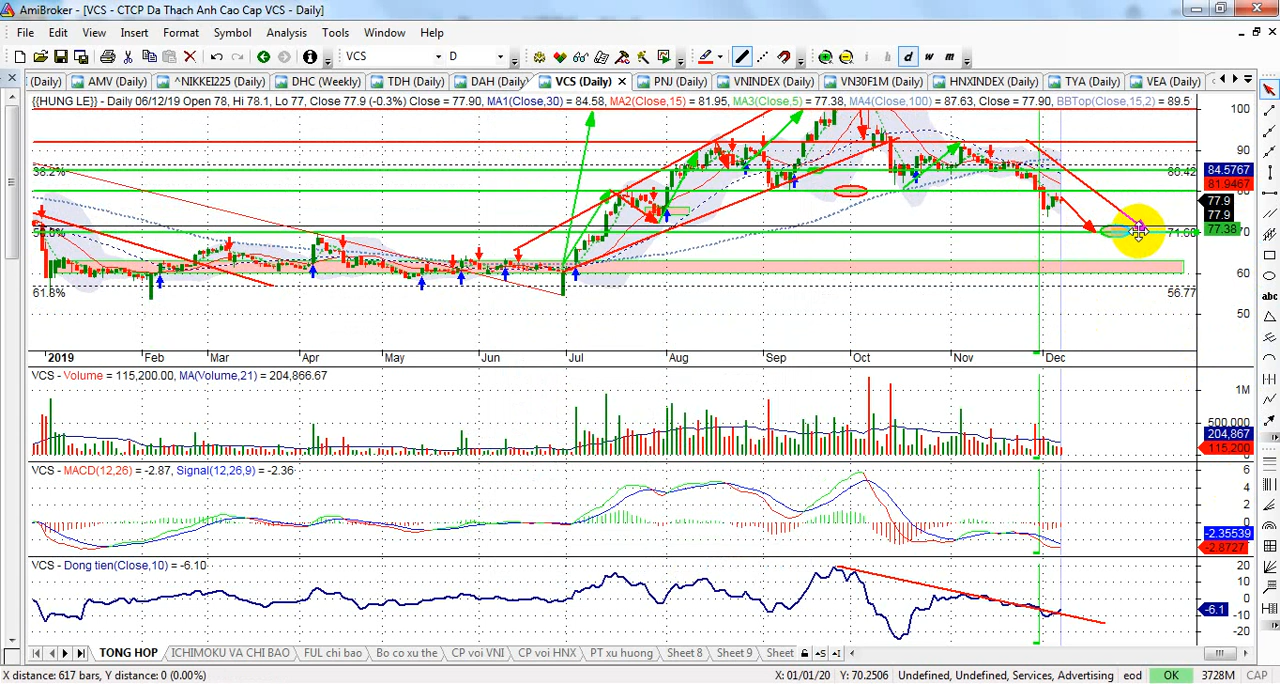 AmiBroker - [VCS - CTCP Da Thach Anh Cao Cap VCS - Daily]
File Edit View Insert Format Symbol Analysis Tools Window Help
VCS D d w m
(Daily) AMV (Daily) ^NIKKEI225 (Daily) DHC (Weekly) TDH (Daily) DAH (Daily) VCS (Daily) PNJ (Daily) VNINDEX (Daily) VN30F1M (Daily) HNXINDEX (Daily) TYA (Daily) VEA (Daily)
{{HUNG LE}} - Daily 06/12/19 Open 78, Hi 78.1, Lo 77, Close 77.9 (-0.3%) Close = 77.90, MA1(Close,30) = 84.58, MA2(Close,15) = 81.95, MA3(Close,5) = 77.38, MA4(Close,100) = 87.63, Close = 77.90, BBTop(Close,15,2) = 89.5
100
90
38.2%
84.5767
81.9467
80
77.9
77.9
77.38
70
60
61.8%
56.77
50
2019 Feb Mar Apr May Jun Jul Aug Sep Oct Nov Dec
VCS - Volume = 115,200.00, MA(Volume,21) = 204,866.67
1M
500,000
204,867
115,200
VCS - MACD(12,26) = -2.87, Signal(12,26,9) = -2.36
6
4
2
0
-2.35539
-2.8727
VCS - Dong tien(Close,10) = -6.10
20
10
0
-6.1
-10
-20
TONG HOP ICHIMOKU VA CHI BAO FUL chi bao Bo co xu the CP voi VNI CP voi HNX PT xu huong Sheet 8 Sheet 9 Sheet
abc
X distance: 617 bars, Y distance: 0 (0.00%) X: 01/01/20 Y: 70.2506 Undefined, Undefined, Services, Advertising eod OK 3728M CAP